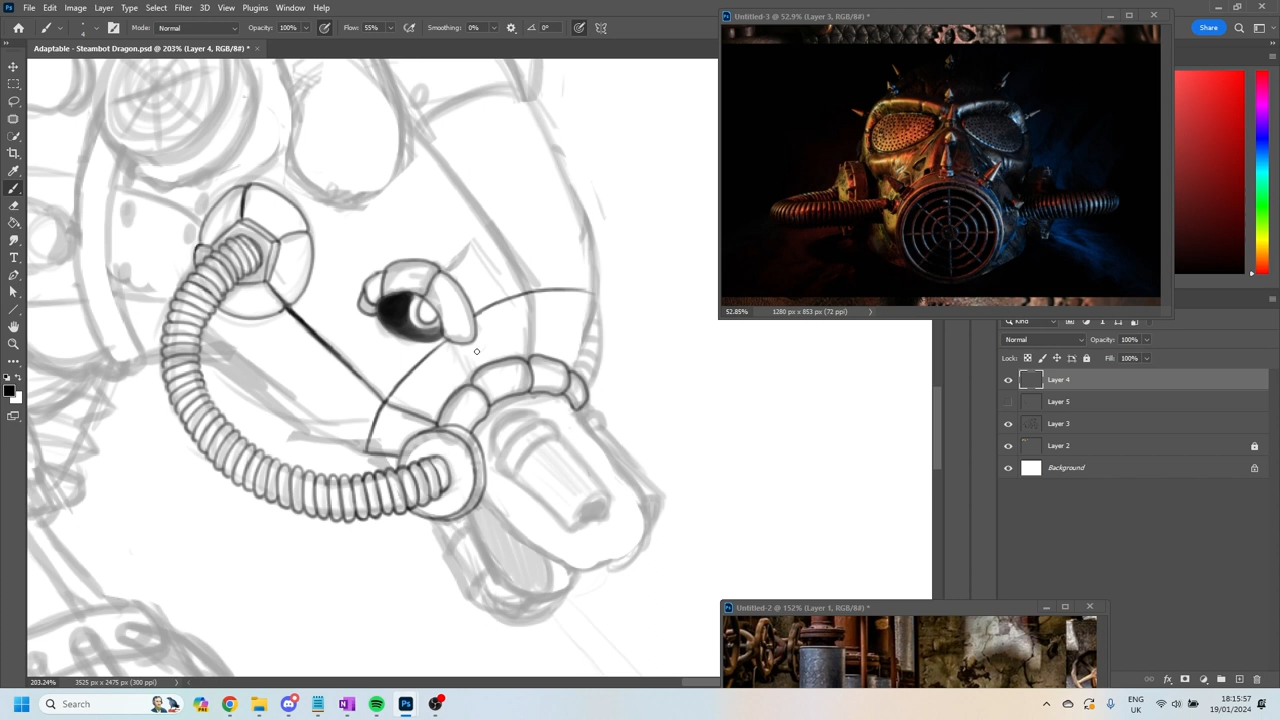 File Edit Image Layer Type Select Filter 3D View Plugins Window Help
4 Mode: Normal Opacity: 100% Flow: 55% Smoothing: 0% 0°
Share
Adaptable - Steambot Dragon.psd @ 203% (Layer 4, RGB/8#) *
Untitled-3 @ 52.9% (Layer 3, RGB/8#) *
52.85% 1280 px x 853 px (72 ppi)
Kind
Normal Opacity: 100%
Lock: Fill: 100%
Layer 4
Layer 5
Layer 3
Layer 2
Background
Untitled-2 @ 152% (Layer 1, RGB/8#) *
203.24% 3525 px x 2475 px (300 ppi)
Search
PRE
ENG
UK
18:15:57
19/01/2024